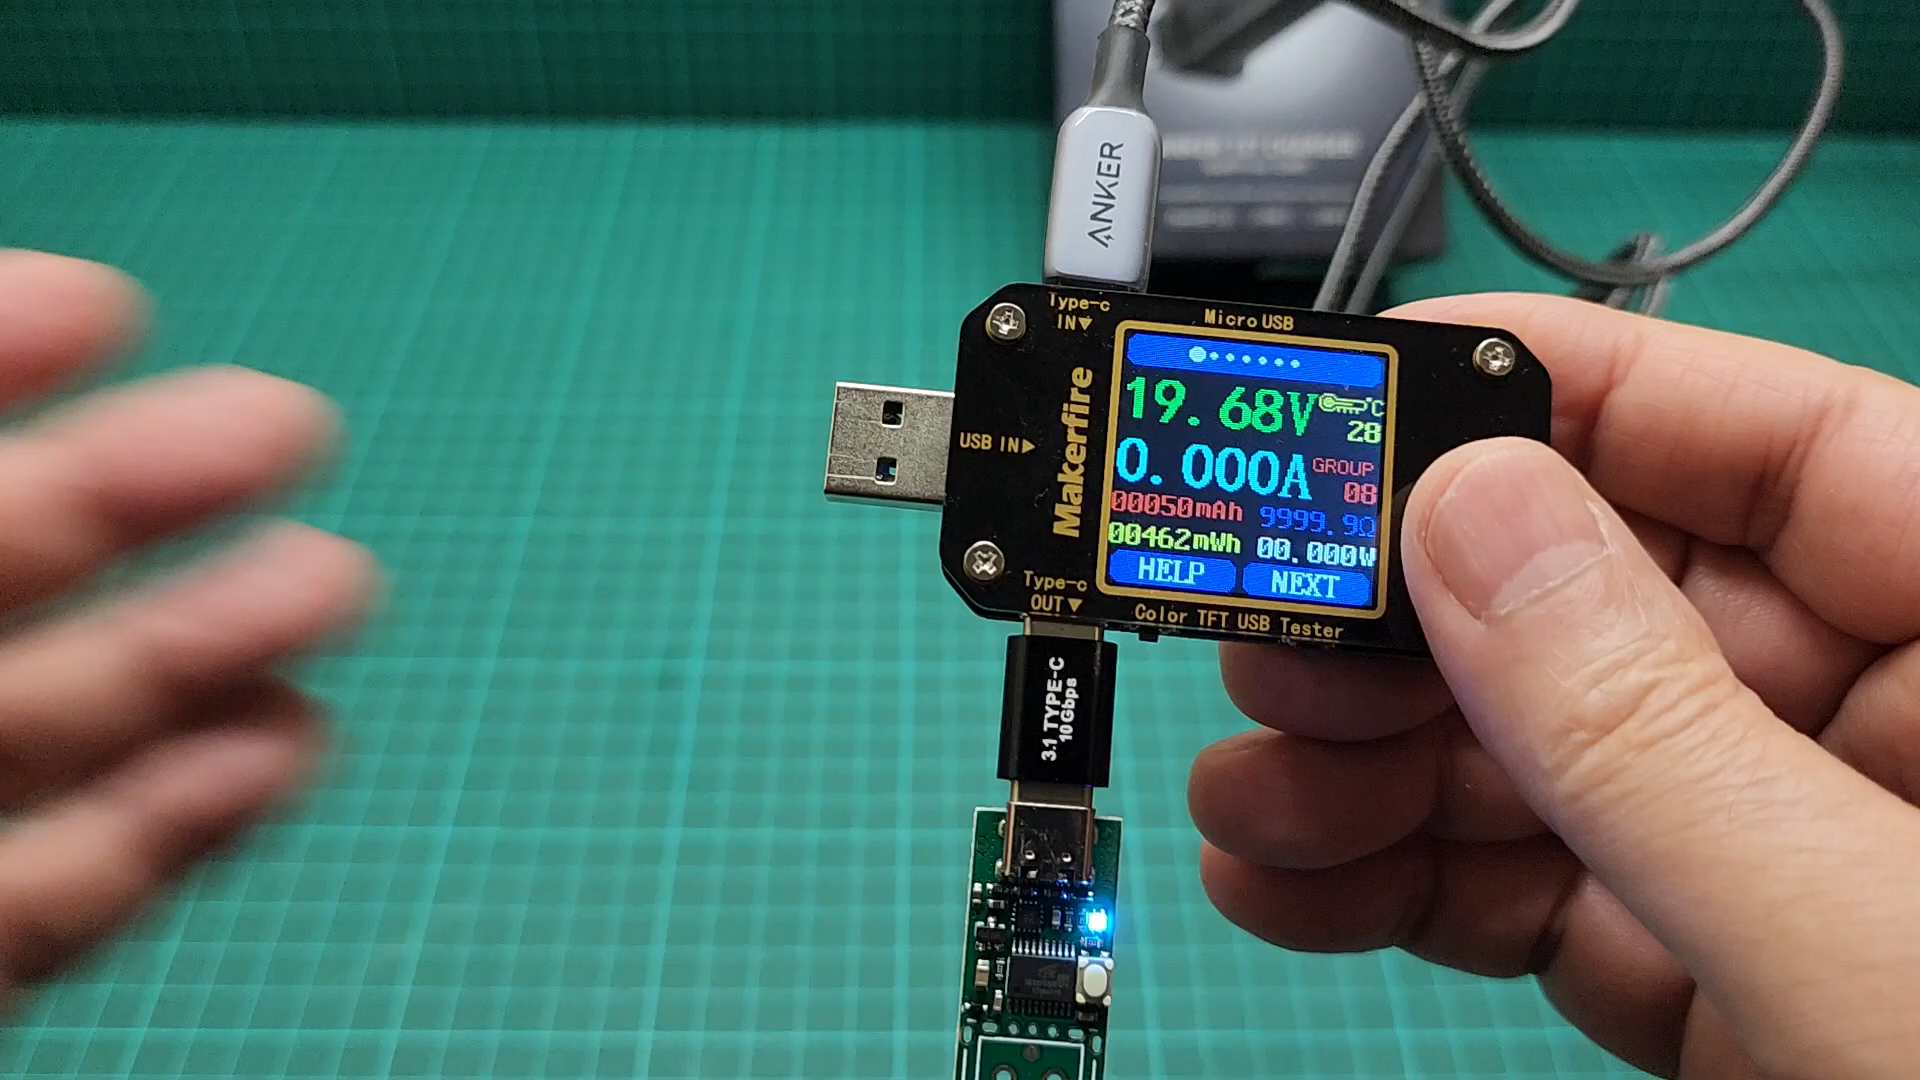 ANKER
Type-c
IN▼
Micro USB
19.68V
°C
28
USB IN▶
Makerfire
0.000A
GROUP
08
00050mAh
9999.9Ω
00462mWh
00.000W
HELP
NEXT
Type-c
OUT▼
Color TFT USB Tester
3.1 TYPE-C
10Gbps